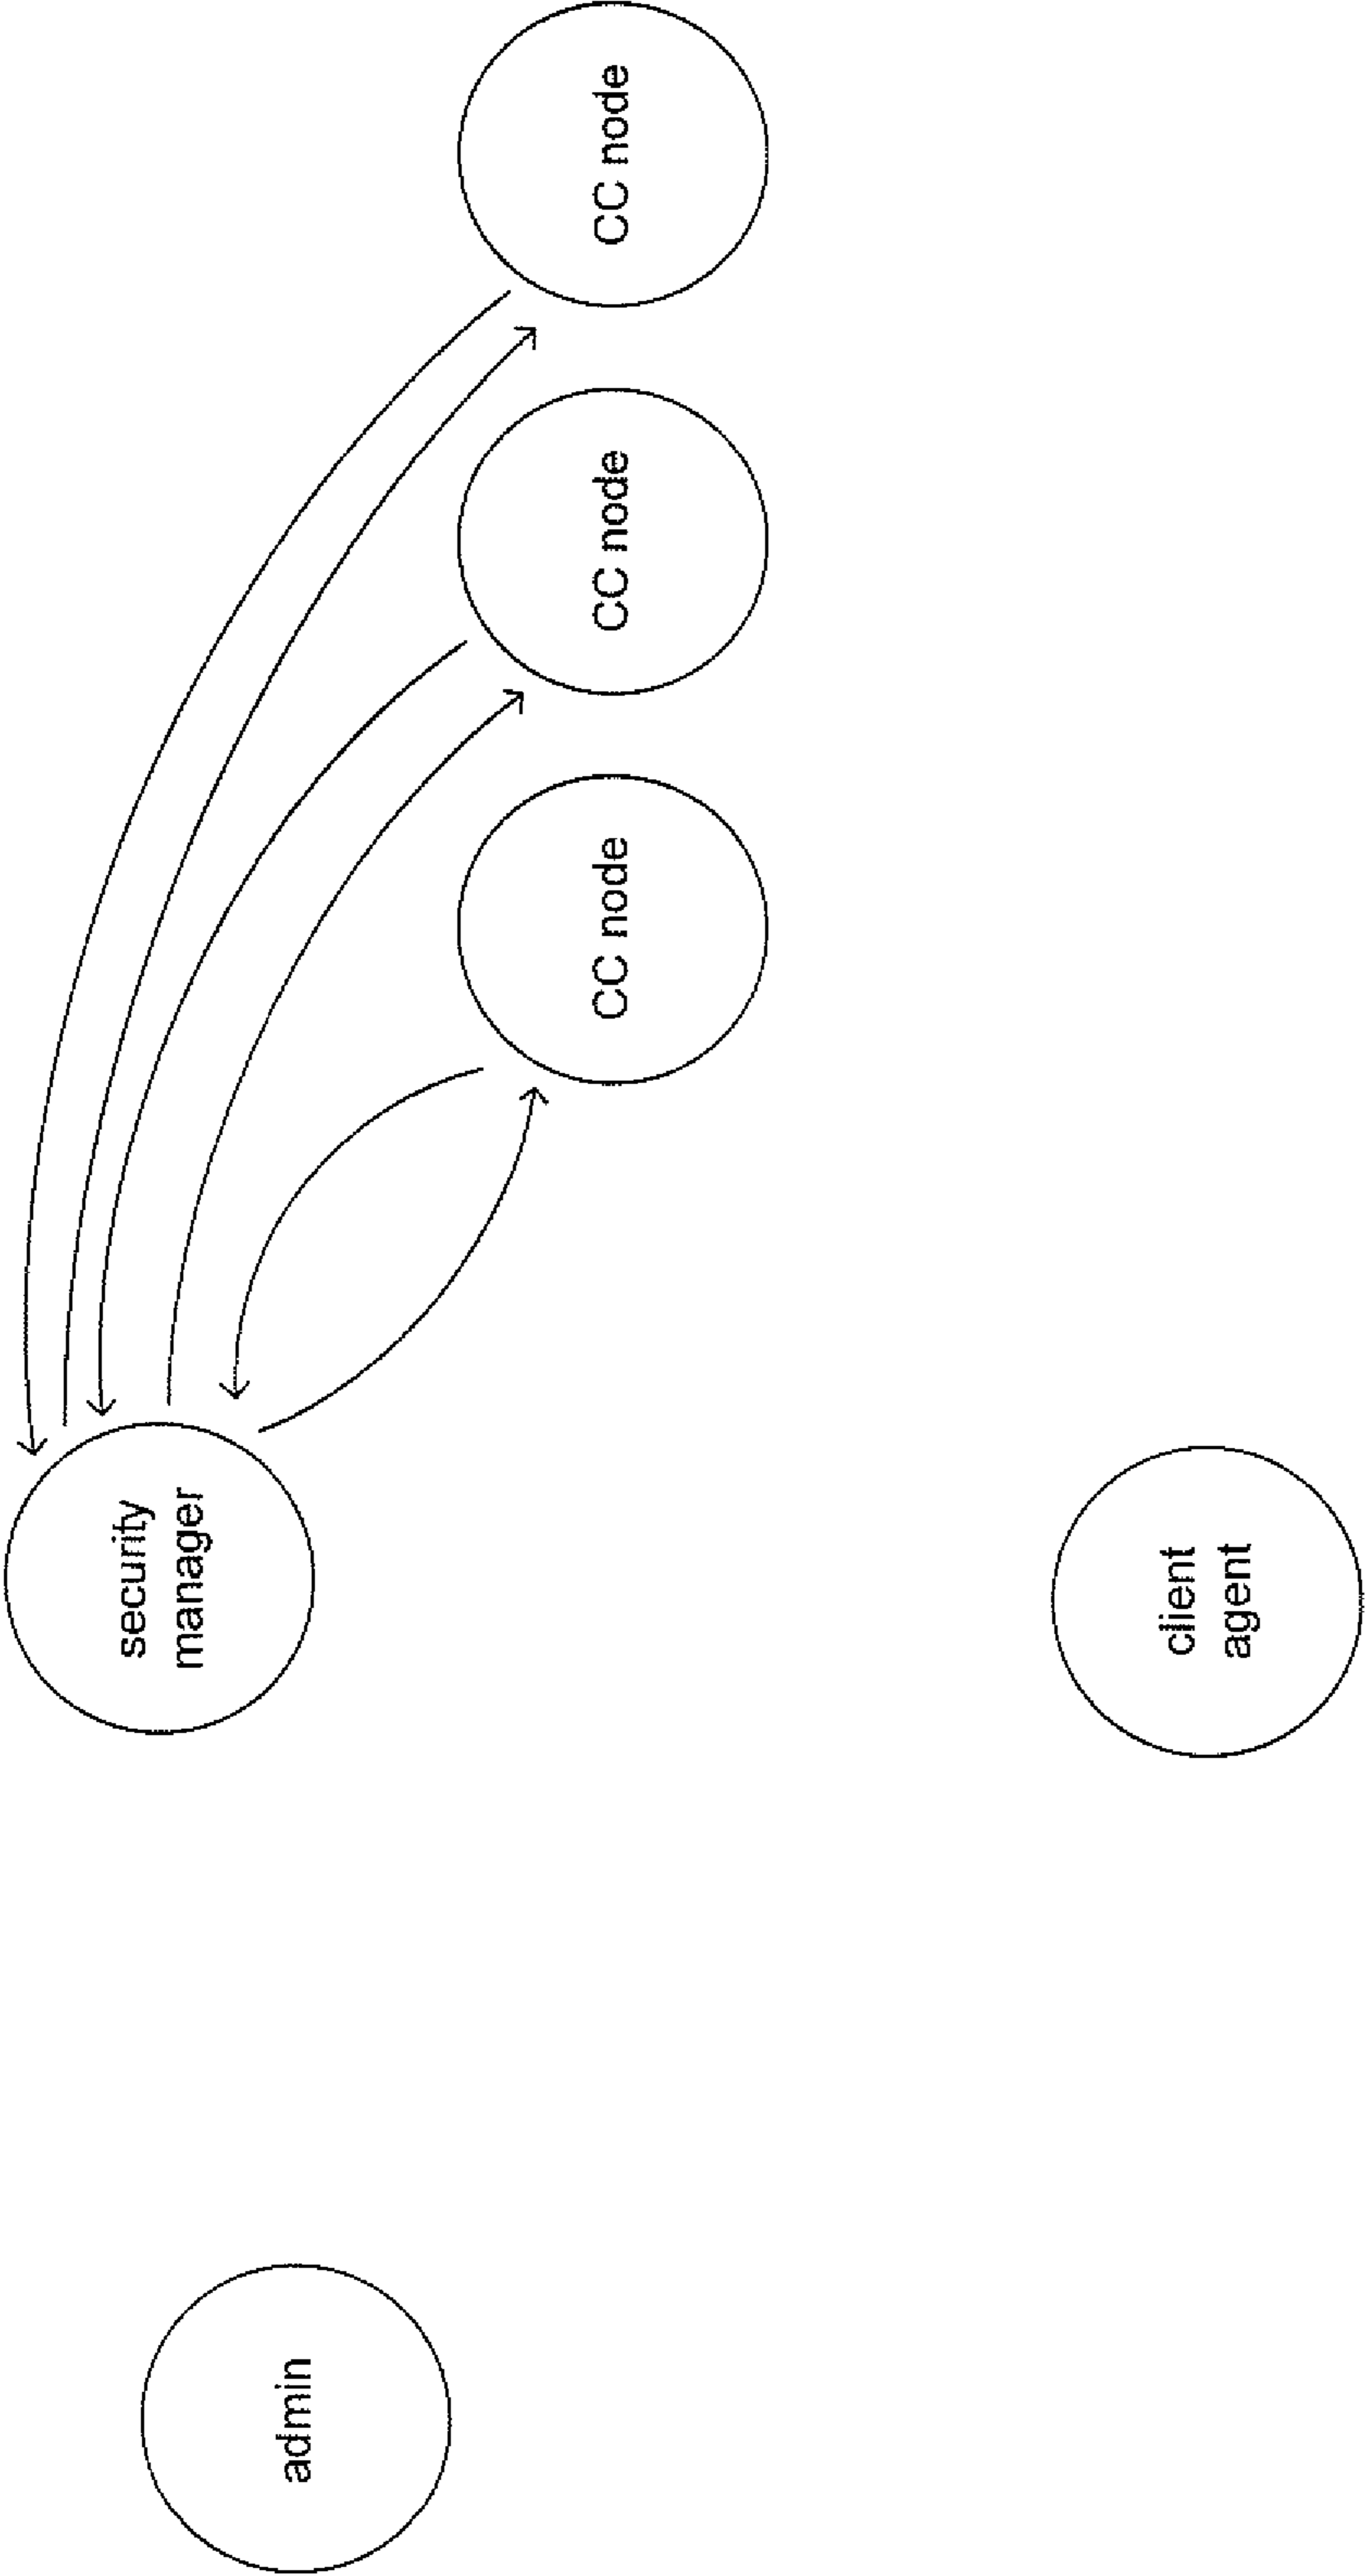 admin
security
manager
client
agent
CC node
CC node
CC node